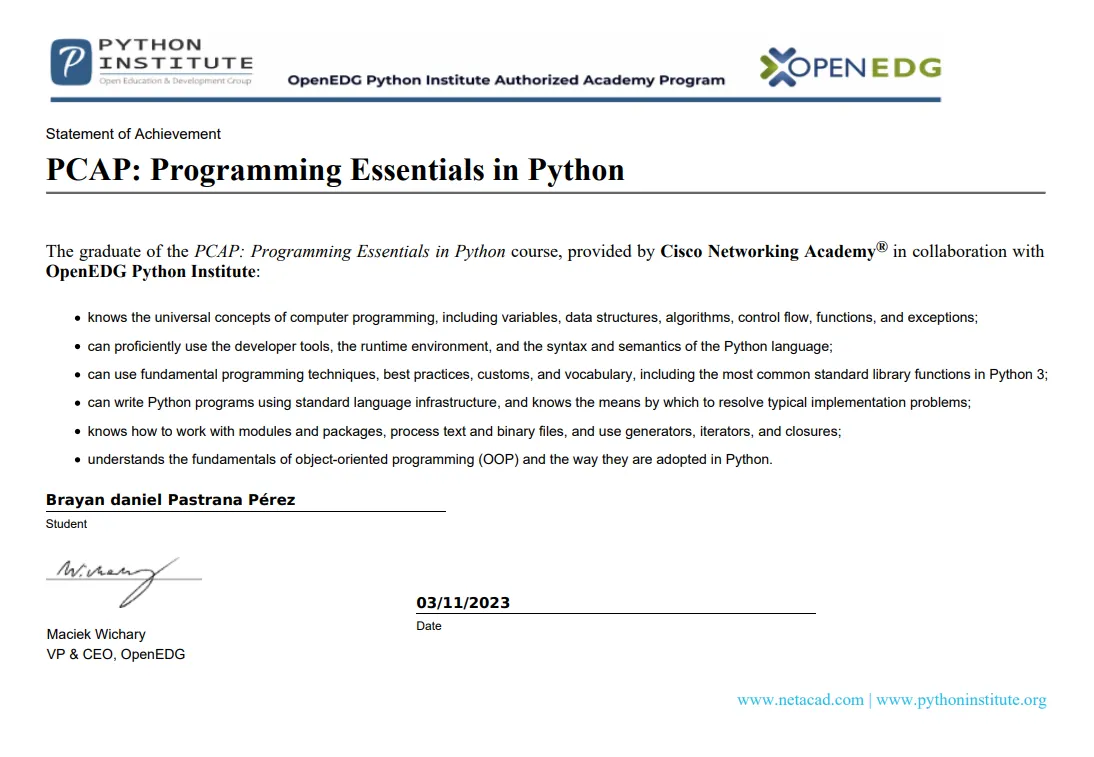 PYTHON
INSTITUTE
Open Education & Development Group
OpenEDG Python Institute Authorized Academy Program
OPENEDG
Statement of Achievement
PCAP: Programming Essentials in Python
The graduate of the PCAP: Programming Essentials in Python course, provided by Cisco Networking Academy® in collaboration with
OpenEDG Python Institute:
• knows the universal concepts of computer programming, including variables, data structures, algorithms, control flow, functions, and exceptions;
• can proficiently use the developer tools, the runtime environment, and the syntax and semantics of the Python language;
• can use fundamental programming techniques, best practices, customs, and vocabulary, including the most common standard library functions in Python 3;
• can write Python programs using standard language infrastructure, and knows the means by which to resolve typical implementation problems;
• knows how to work with modules and packages, process text and binary files, and use generators, iterators, and closures;
• understands the fundamentals of object-oriented programming (OOP) and the way they are adopted in Python.
Brayan daniel Pastrana Pérez
Student
W. Wichary
Maciek Wichary
VP & CEO, OpenEDG
03/11/2023
Date
www.netacad.com | www.pythoninstitute.org